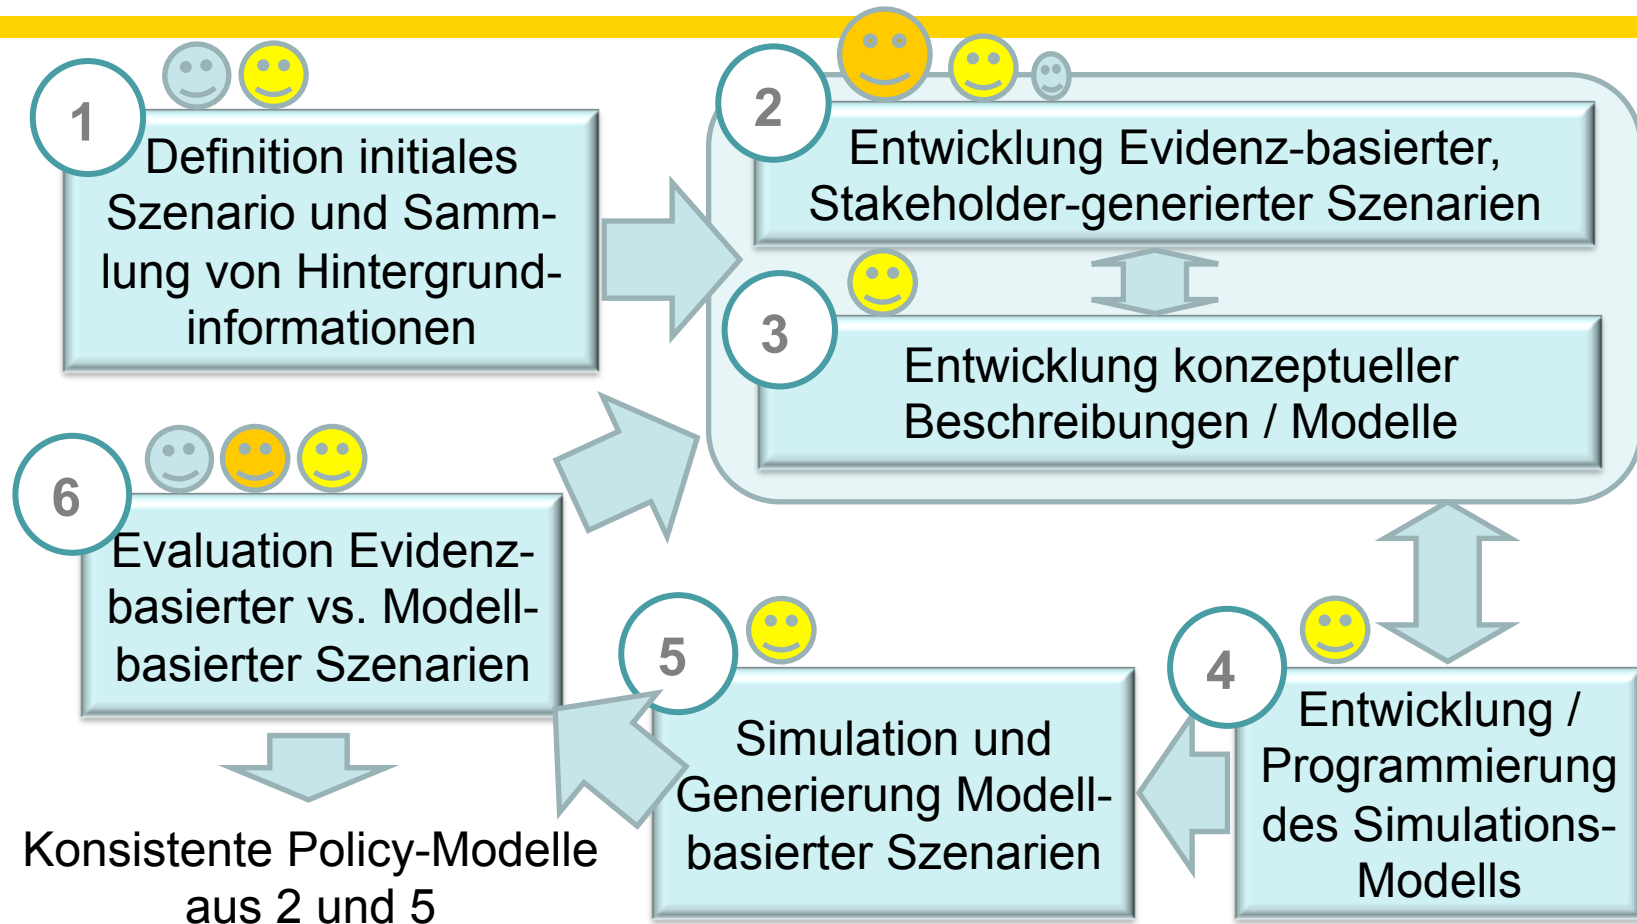 1
Definition initiales
Szenario und Samm-
lung von Hintergrund-
informationen
2
Entwicklung Evidenz-basierter,
Stakeholder-generierter Szenarien
3
Entwicklung konzeptueller
Beschreibungen / Modelle
4
Entwicklung /
Programmierung
des Simulations-
Modells
5
Simulation und
Generierung Modell-
basierter Szenarien
6
Evaluation Evidenz-
basierter vs. Modell-
basierter Szenarien
Konsistente Policy-Modelle
aus 2 und 5